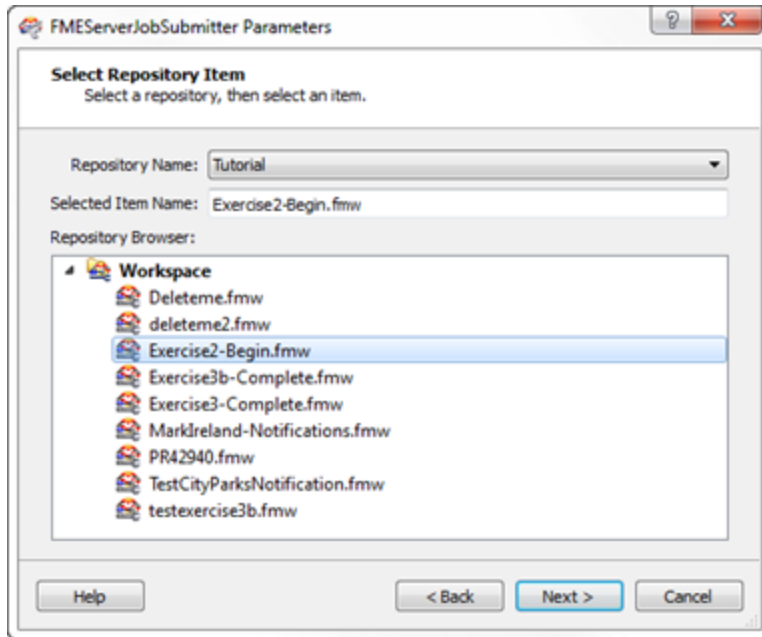 FMEServerJobSubmitter Parameters
Select Repository Item
Select a repository, then select an item.
Repository Name: Tutorial
Selected Item Name: Exercise2-Begin.fmw
Repository Browser:
Workspace
Deleteme.fmw
deleteme2.fmw
Exercise2-Begin.fmw
Exercise3b-Complete.fmw
Exercise3-Complete.fmw
MarkIreland-Notifications.fmw
PR42940.fmw
TestCityParksNotification.fmw
testexercise3b.fmw
Help < Back Next > Cancel